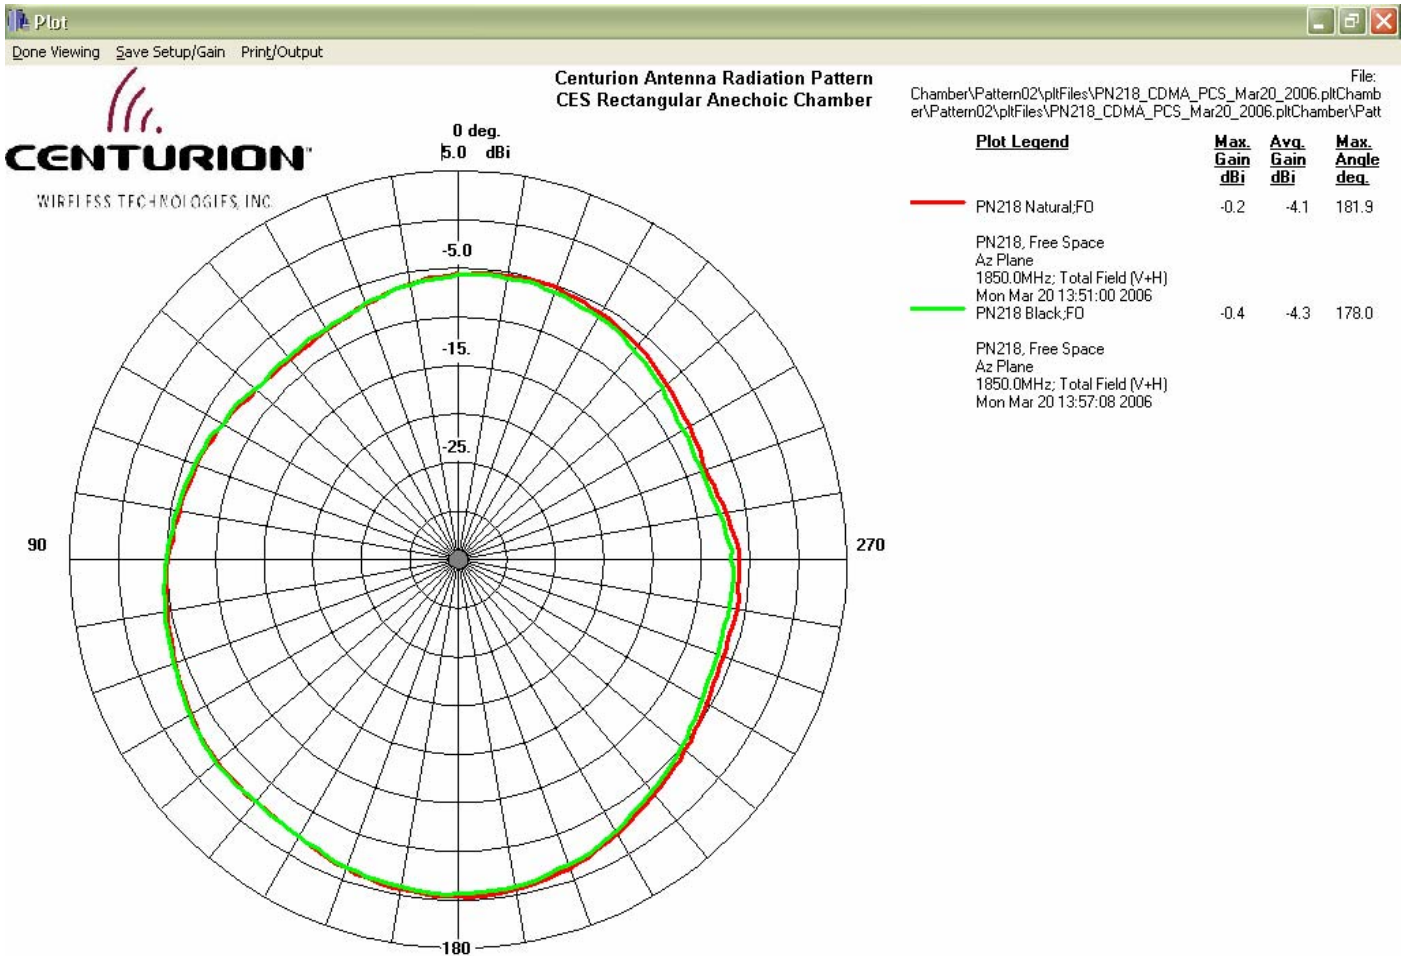 Plot
Done Viewing Save Setup/Gain Print/Output
CENTURION
WIRELESS TECHNOLOGIES, INC.
Centurion Antenna Radiation Pattern
CES Rectangular Anechoic Chamber
File:
Chamber\Pattern02\pltFiles\PN218_CDMA_PCS_Mar20_2006.pltChamb
er\Pattern02\pltFiles\PN218_CDMA_PCS_Mar20_2006.pltChamber\Patt
Plot Legend Max. Gain dBi Avg. Gain dBi Max. Angle deg.
PN218 Natural;FO -0.2 -4.1 181.9
PN218, Free Space
Az Plane
1850.0MHz; Total Field (V+H)
Mon Mar 20 13:51:00 2006
PN218 Black;FO -0.4 -4.3 178.0
PN218, Free Space
Az Plane
1850.0MHz; Total Field (V+H)
Mon Mar 20 13:57:08 2006
0 deg.
5.0 dBi
-5.0
-15.
-25.
90
270
180